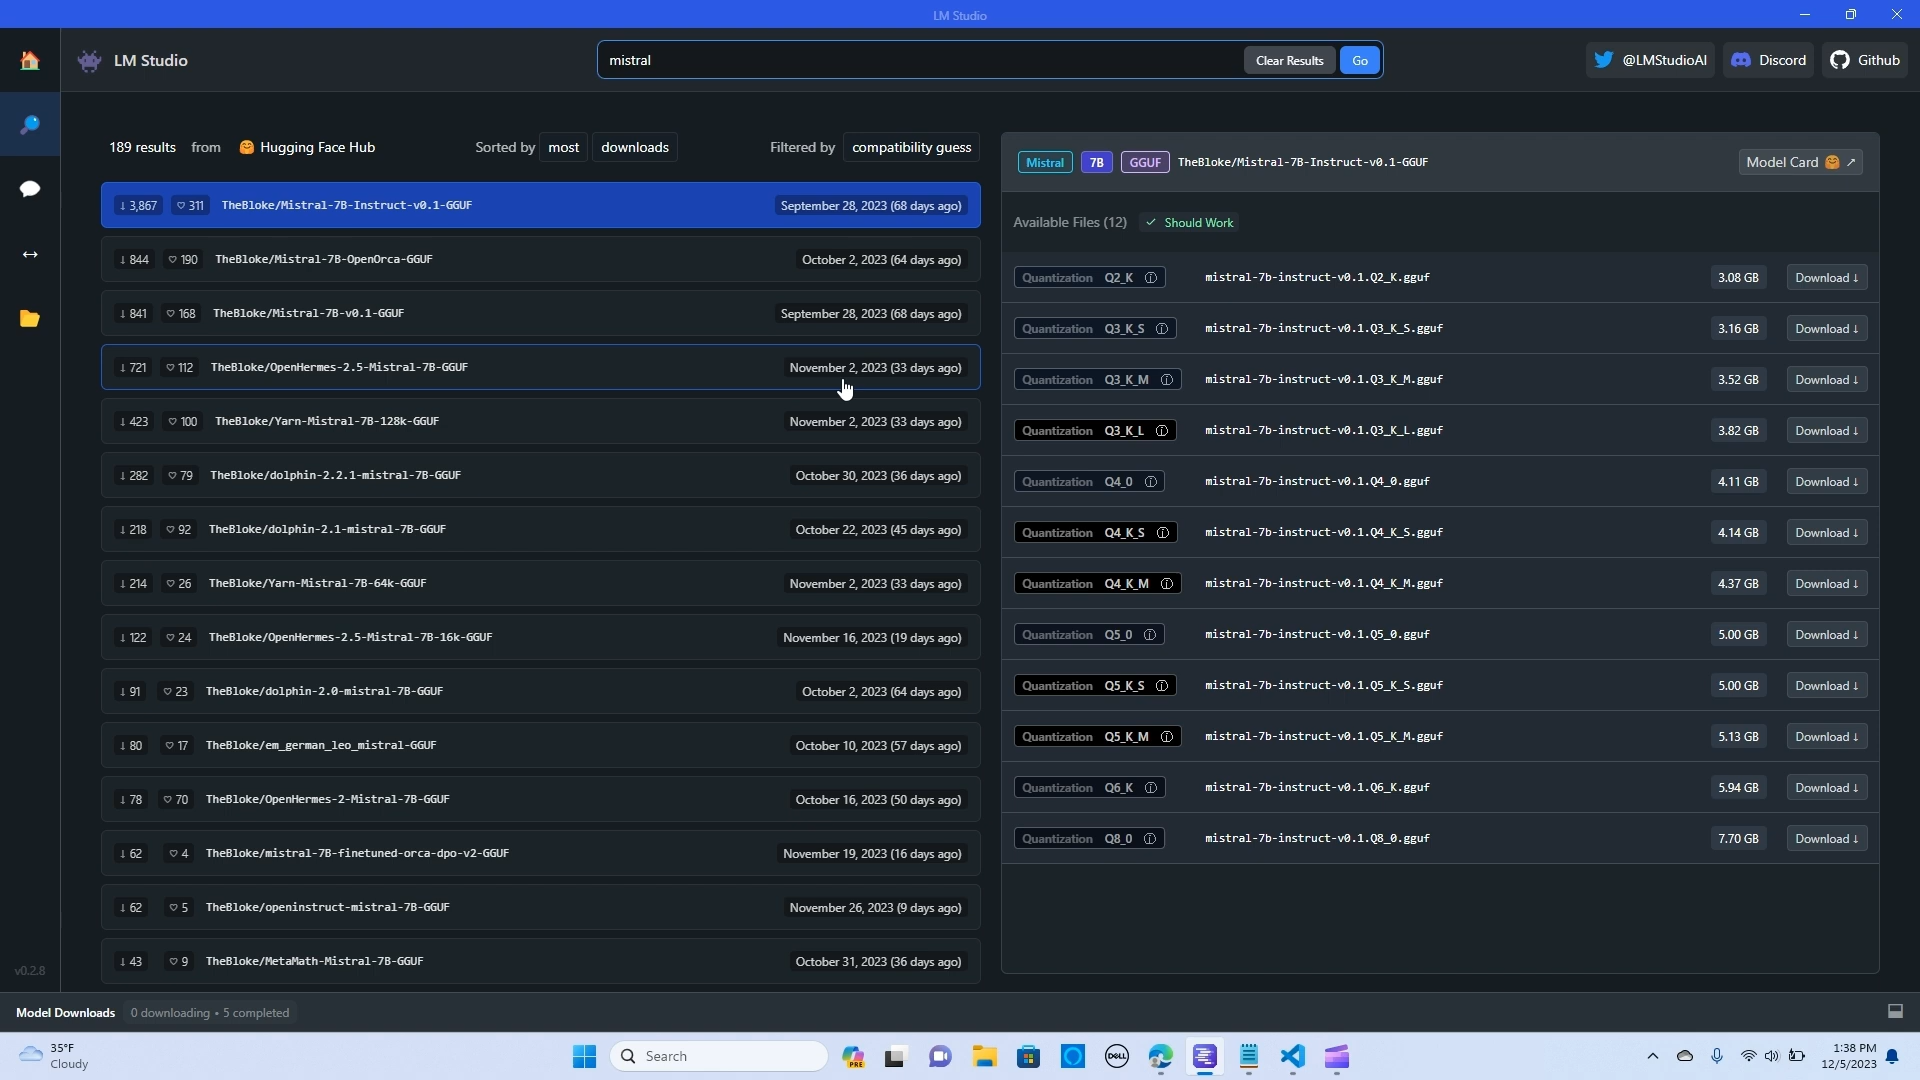 LM Studio
LM Studio
mistral
Clear Results
Go
@LMStudioAI
Discord
Github
189 results from 🤗 Hugging Face Hub
Sorted by most downloads
Filtered by compatibility guess
↓ 3,867 ♡ 311 TheBloke/Mistral-7B-Instruct-v0.1-GGUF September 28, 2023 (68 days ago)
↓ 844 ♡ 190 TheBloke/Mistral-7B-OpenOrca-GGUF October 2, 2023 (64 days ago)
↓ 841 ♡ 168 TheBloke/Mistral-7B-v0.1-GGUF September 28, 2023 (68 days ago)
↓ 721 ♡ 112 TheBloke/OpenHermes-2.5-Mistral-7B-GGUF November 2, 2023 (33 days ago)
↓ 423 ♡ 100 TheBloke/Yarn-Mistral-7B-128k-GGUF November 2, 2023 (33 days ago)
↓ 282 ♡ 79 TheBloke/dolphin-2.2.1-mistral-7B-GGUF October 30, 2023 (36 days ago)
↓ 218 ♡ 92 TheBloke/dolphin-2.1-mistral-7B-GGUF October 22, 2023 (45 days ago)
↓ 214 ♡ 26 TheBloke/Yarn-Mistral-7B-64k-GGUF November 2, 2023 (33 days ago)
↓ 122 ♡ 24 TheBloke/OpenHermes-2.5-Mistral-7B-16k-GGUF November 16, 2023 (19 days ago)
↓ 91 ♡ 23 TheBloke/dolphin-2.0-mistral-7B-GGUF October 2, 2023 (64 days ago)
↓ 80 ♡ 17 TheBloke/em_german_leo_mistral-GGUF October 10, 2023 (57 days ago)
↓ 78 ♡ 70 TheBloke/OpenHermes-2-Mistral-7B-GGUF October 16, 2023 (50 days ago)
↓ 62 ♡ 4 TheBloke/mistral-7B-finetuned-orca-dpo-v2-GGUF November 19, 2023 (16 days ago)
↓ 62 ♡ 5 TheBloke/openinstruct-mistral-7B-GGUF November 26, 2023 (9 days ago)
↓ 43 ♡ 9 TheBloke/MetaMath-Mistral-7B-GGUF October 31, 2023 (36 days ago)
Mistral 7B GGUF TheBloke/Mistral-7B-Instruct-v0.1-GGUF Model Card 🤗 ↗
Available Files (12) ✓ Should Work
Quantization Q2_K ⓘ mistral-7b-instruct-v0.1.Q2_K.gguf 3.08 GB Download ↓
Quantization Q3_K_S ⓘ mistral-7b-instruct-v0.1.Q3_K_S.gguf 3.16 GB Download ↓
Quantization Q3_K_M ⓘ mistral-7b-instruct-v0.1.Q3_K_M.gguf 3.52 GB Download ↓
Quantization Q3_K_L ⓘ mistral-7b-instruct-v0.1.Q3_K_L.gguf 3.82 GB Download ↓
Quantization Q4_0 ⓘ mistral-7b-instruct-v0.1.Q4_0.gguf 4.11 GB Download ↓
Quantization Q4_K_S ⓘ mistral-7b-instruct-v0.1.Q4_K_S.gguf 4.14 GB Download ↓
Quantization Q4_K_M ⓘ mistral-7b-instruct-v0.1.Q4_K_M.gguf 4.37 GB Download ↓
Quantization Q5_0 ⓘ mistral-7b-instruct-v0.1.Q5_0.gguf 5.00 GB Download ↓
Quantization Q5_K_S ⓘ mistral-7b-instruct-v0.1.Q5_K_S.gguf 5.00 GB Download ↓
Quantization Q5_K_M ⓘ mistral-7b-instruct-v0.1.Q5_K_M.gguf 5.13 GB Download ↓
Quantization Q6_K ⓘ mistral-7b-instruct-v0.1.Q6_K.gguf 5.94 GB Download ↓
Quantization Q8_0 ⓘ mistral-7b-instruct-v0.1.Q8_0.gguf 7.70 GB Download ↓
v0.2.8
Model Downloads 0 downloading • 5 completed
35°F
Cloudy
Search
PRE
DELL
1:38 PM
12/5/2023